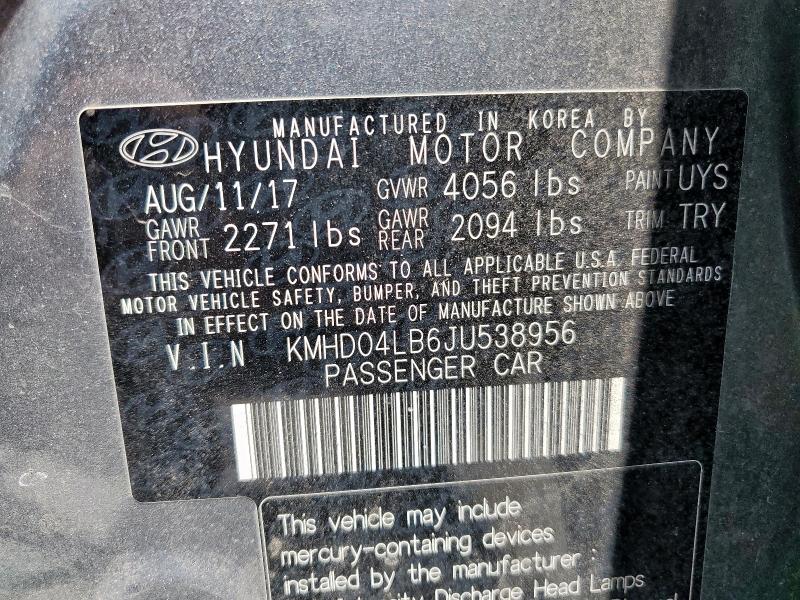 MANUFACTURED IN KOREA BY
HYUNDAI MOTOR COMPANY
AUG/11/17 GVWR 4056 lbs PAINT UYS
GAWR FRONT 2271 lbs GAWR REAR 2094 lbs TRIM TRY
THIS VEHICLE CONFORMS TO ALL APPLICABLE U.S.A. FEDERAL
MOTOR VEHICLE SAFETY, BUMPER, AND THEFT PREVENTION STANDARDS
IN EFFECT ON THE DATE OF MANUFACTURE SHOWN ABOVE
V.I.N KMHD04LB6JU538956
PASSENGER CAR
This vehicle may include
mercury-containing devices
installed by the manufacturer :
Discharge Head Lamps